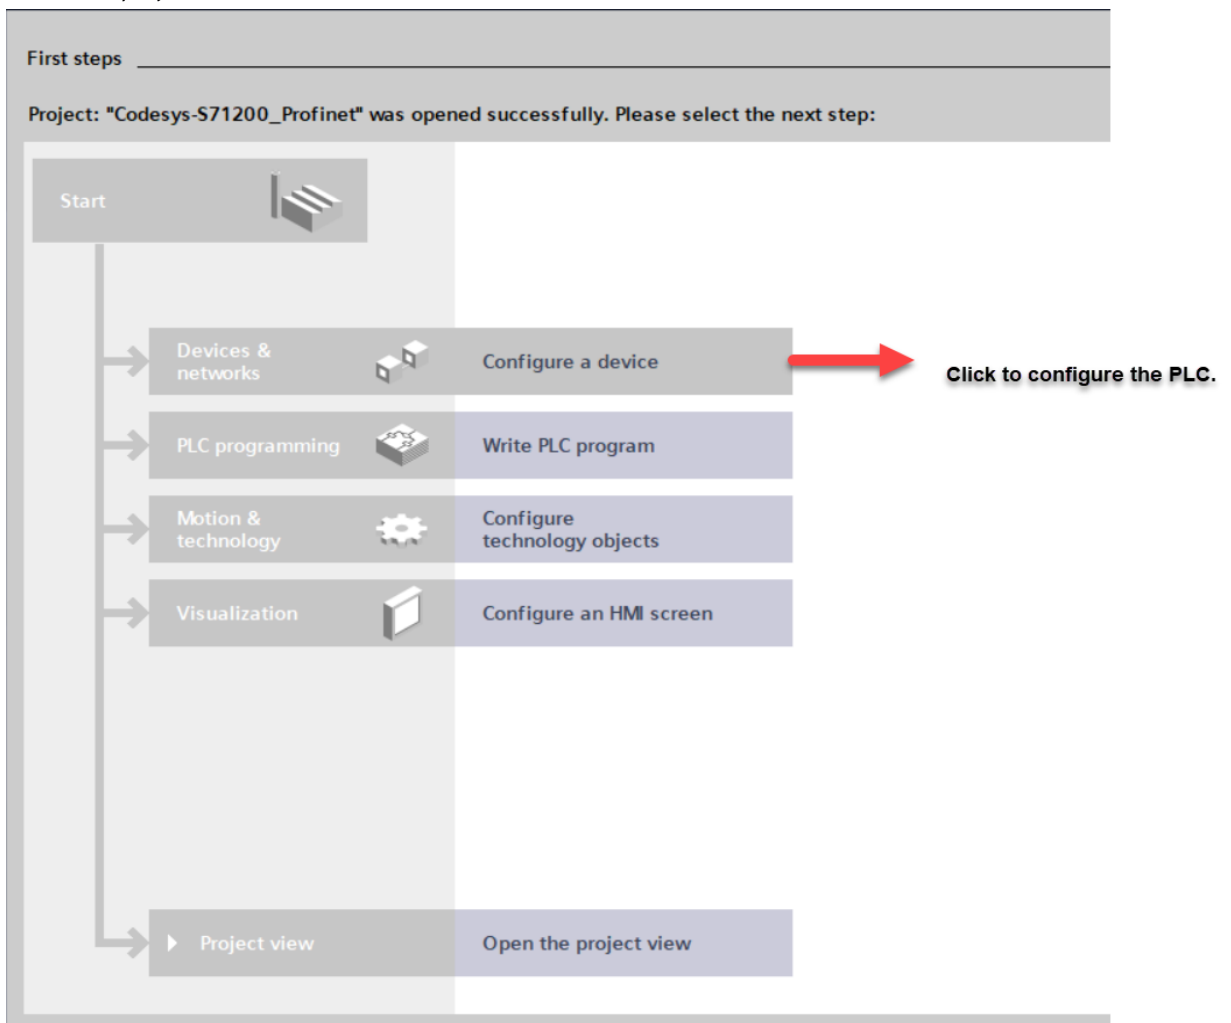 First steps
Project: "Codesys-S71200_Profinet" was opened successfully. Please select the next step:
Start
Devices &
networks
Configure a device
Click to configure the PLC.
PLC programming
Write PLC program
Motion &
technology
Configure
technology objects
Visualization
Configure an HMI screen
Project view
Open the project view